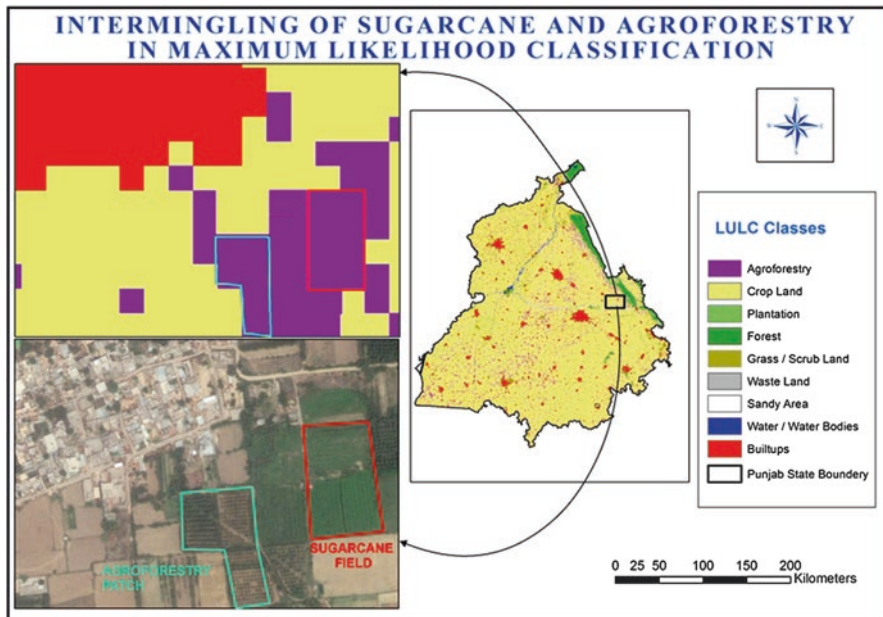 INTERMINGLING OF SUGARCANE AND AGROFORESTRY
IN MAXIMUM LIKELIHOOD CLASSIFICATION
AGROFORESTRY
PATCH
SUGARCANE
FIELD
N
LULC Classes
Agroforestry
Crop Land
Plantation
Forest
Grass / Scrub Land
Waste Land
Sandy Area
Water / Water Bodies
Builtups
Punjab State Boundery
0 25 50 100 150 200
Kilometers